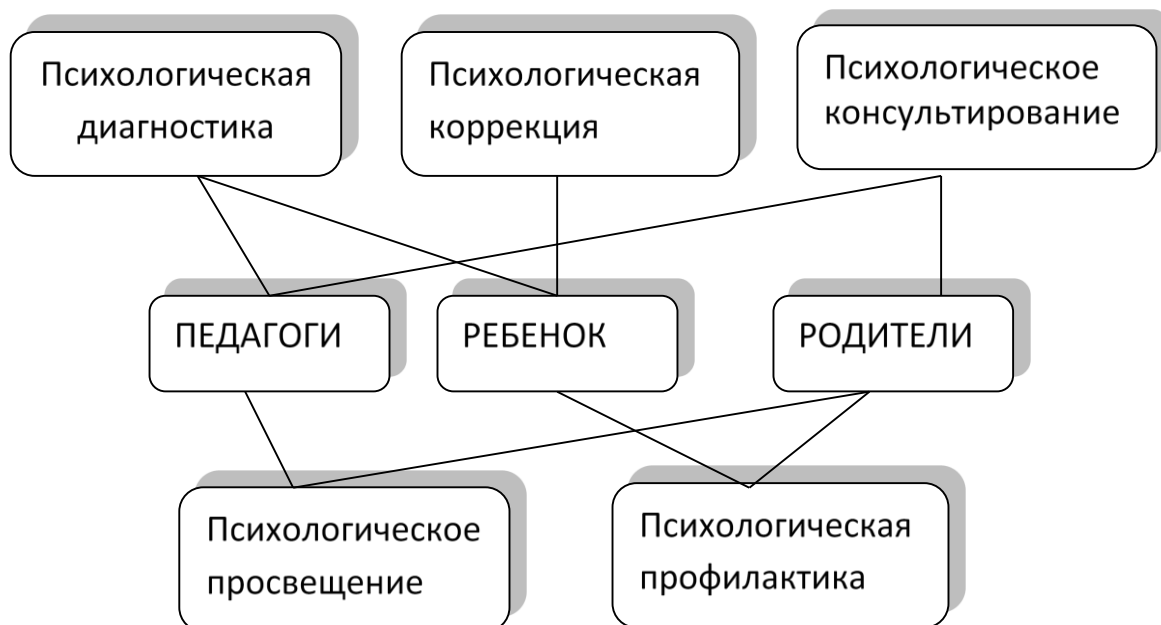 Психологическая
диагностика
Психологическая
коррекция
Психологическое
консультирование
ПЕДАГОГИ
РЕБЕНОК
РОДИТЕЛИ
Психологическое
просвещение
Психологическая
профилактика